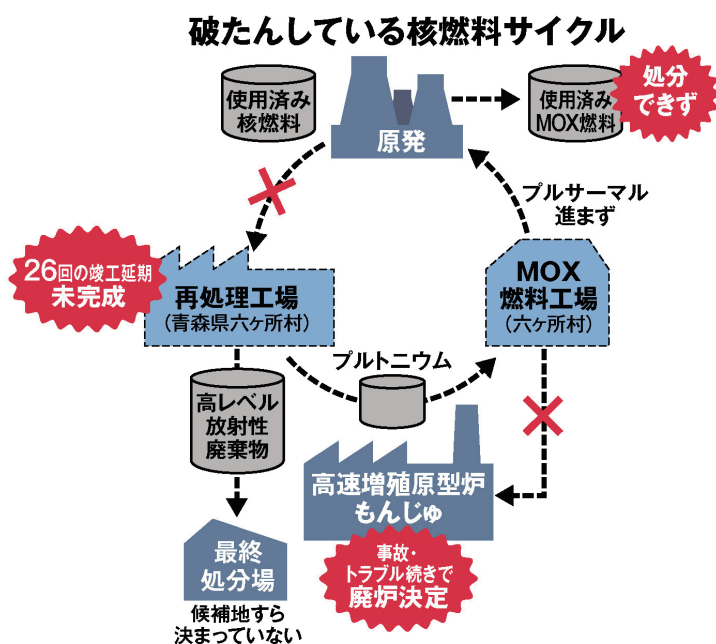 破たんしている核燃料サイクル
使用済み
核燃料
原発
使用済み
MOX燃料
処分
できず
プルサーマル
進まず
26回の竣工延期
未完成
再処理工場
(青森県六ヶ所村)
MOX
燃料工場
(六ヶ所村)
プルトニウム
高レベル
放射性
廃棄物
高速増殖原型炉
もんじゅ
事故・
トラブル続きで
廃炉決定
最終
処分場
候補地すら
決まっていない